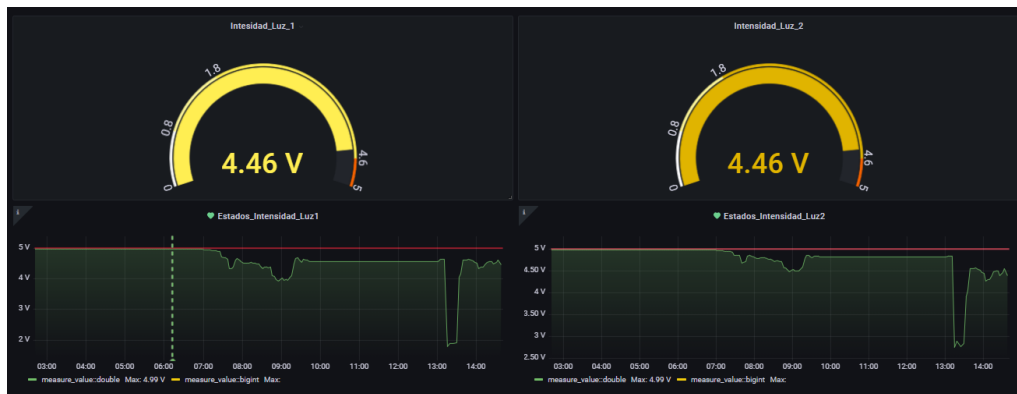 Intesidad_Luz_1
0
0.8
1.8
4.6
5
4.46 V
Intensidad_Luz_2
0
0.8
1.8
4.6
5
4.46 V
i
Estados_Intensidad_Luz1
5 V
4 V
3 V
2 V
03:00 04:00 05:00 06:00 07:00 08:00 09:00 10:00 11:00 12:00 13:00 14:00
measure_value::double Max: 4.99 V measure_value::bigint Max:
i
Estados_Intensidad_Luz2
5 V
4.50 V
4 V
3.50 V
3 V
2.50 V
03:00 04:00 05:00 06:00 07:00 08:00 09:00 10:00 11:00 12:00 13:00 14:00
measure_value::double Max: 4.99 V measure_value::bigint Max: